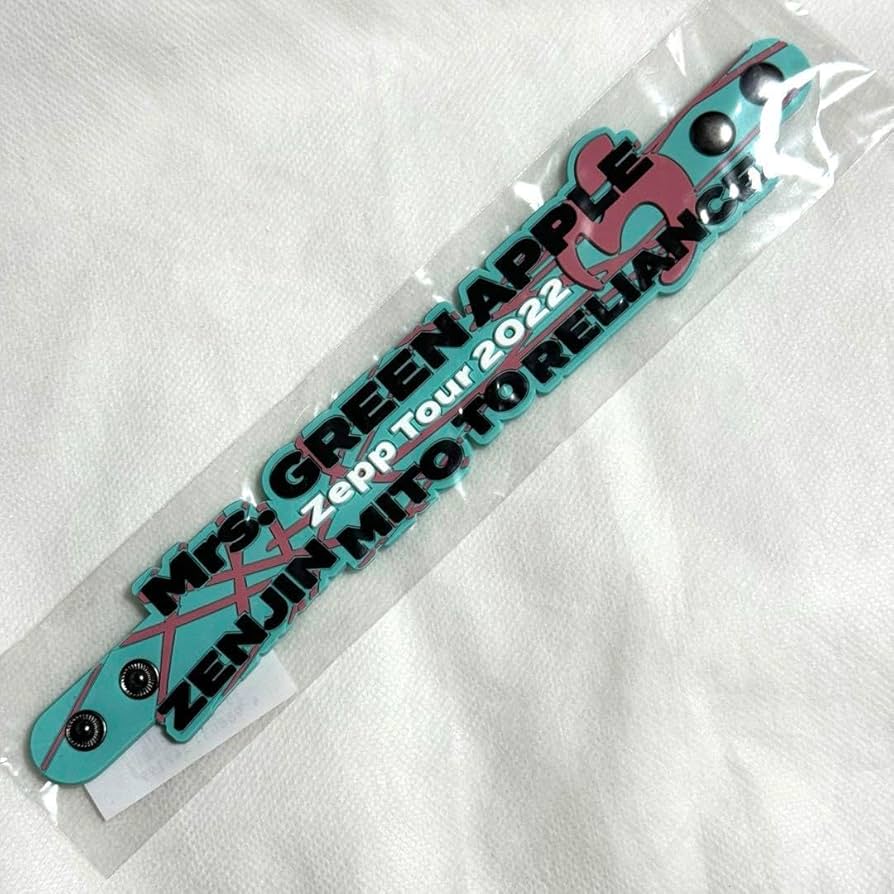 Mrs. GREEN APPLE
Zepp Tour 2022
ZENJIN MITO TO RELIANCE